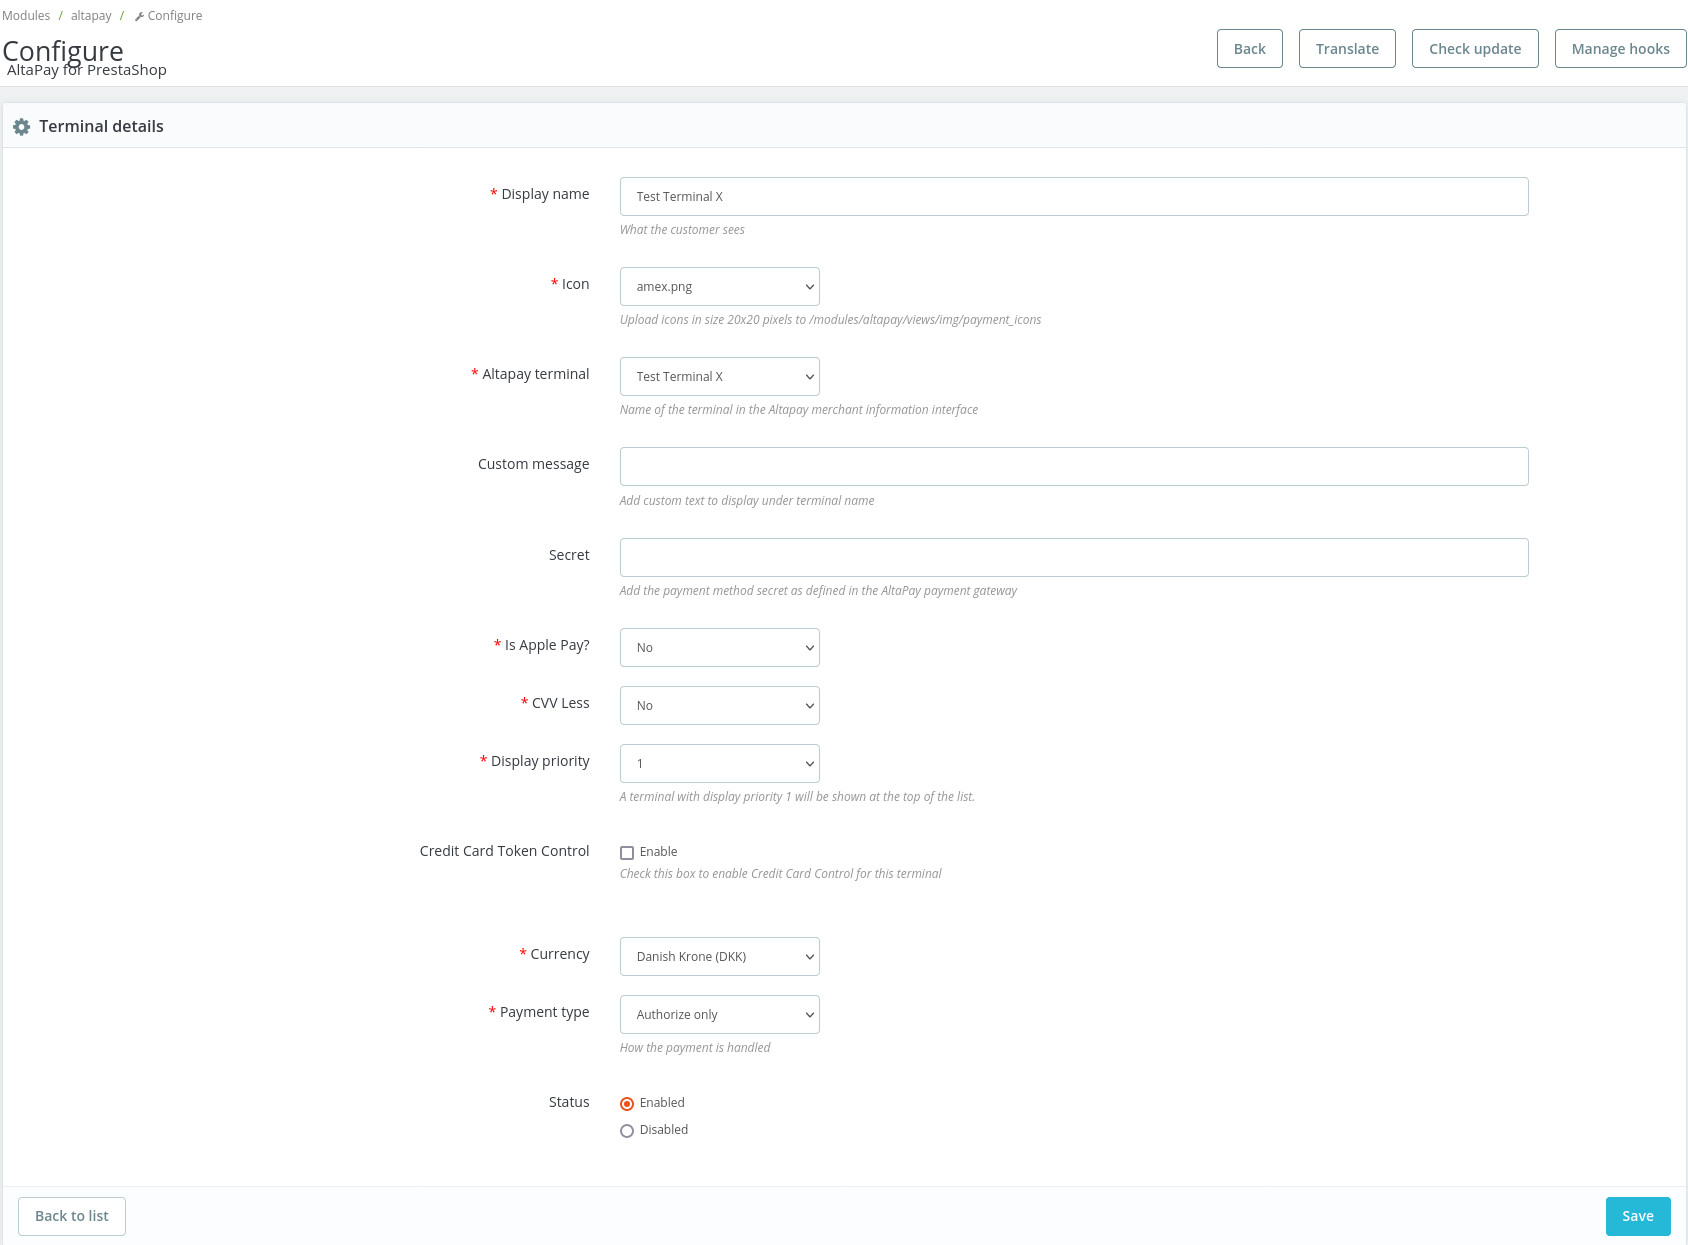 Modules / altapay / Configure
Configure
AltaPay for PrestaShop
Back
Translate
Check update
Manage hooks
Terminal details
* Display name
Test Terminal X
What the customer sees
* Icon
amex.png
Upload icons in size 20x20 pixels to /modules/altapay/views/img/payment_icons
* Altapay terminal
Test Terminal X
Name of the terminal in the Altapay merchant information interface
Custom message
Add custom text to display under terminal name
Secret
Add the payment method secret as defined in the AltaPay payment gateway
* Is Apple Pay?
No
* CVV Less
No
* Display priority
1
A terminal with display priority 1 will be shown at the top of the list.
Credit Card Token Control
Enable
Check this box to enable Credit Card Control for this terminal
* Currency
Danish Krone (DKK)
* Payment type
Authorize only
How the payment is handled
Status
Enabled
Disabled
Back to list
Save